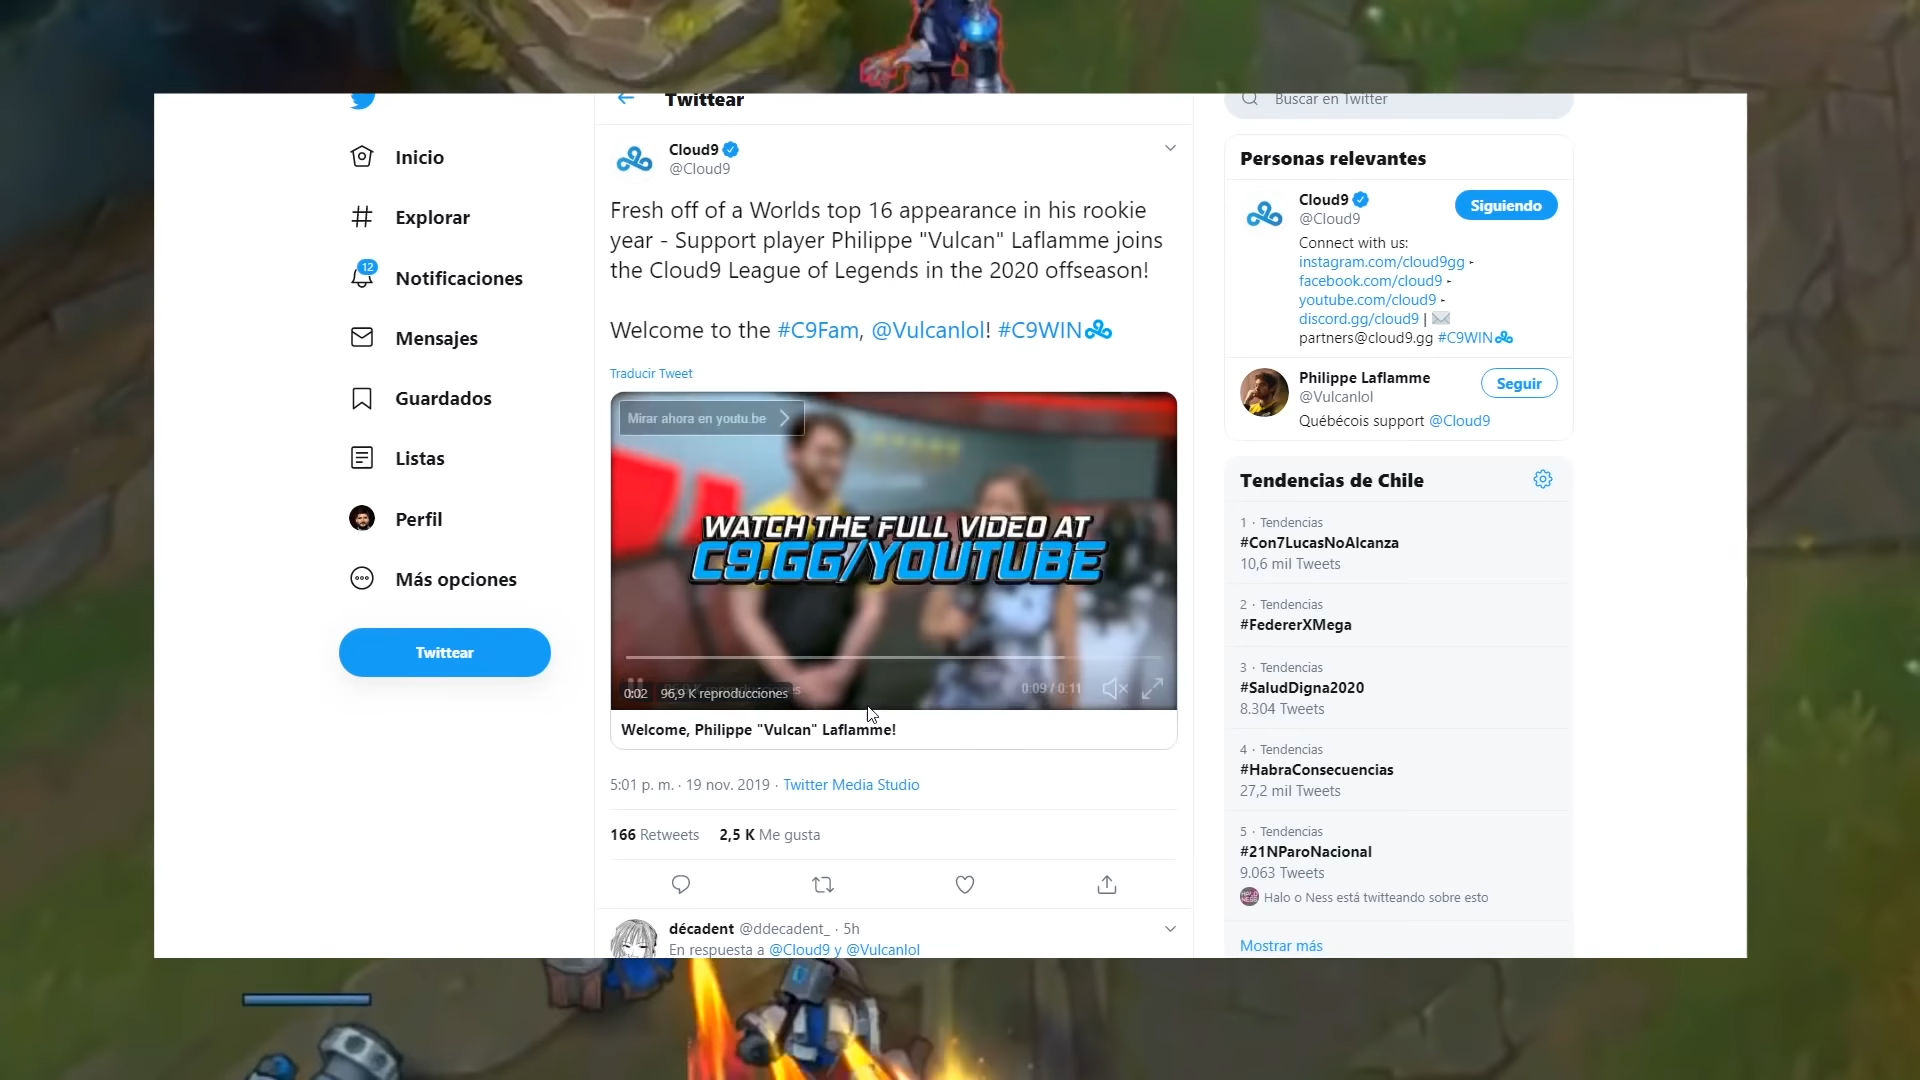 Twittear
Buscar en Twitter
Inicio
Explorar
12
Notificaciones
Mensajes
Guardados
Listas
Perfil
Más opciones
Twittear
Cloud9
@Cloud9
Fresh off of a Worlds top 16 appearance in his rookie
year - Support player Philippe "Vulcan" Laflamme joins
the Cloud9 League of Legends in the 2020 offseason!
Welcome to the #C9Fam, @Vulcanlol! #C9WIN
Traducir Tweet
Mirar ahora en youtu.be
WATCH THE FULL VIDEO AT
C9.GG/YOUTUBE
0:02 96,9 K reproducciones
0:09 / 0:11
Welcome, Philippe "Vulcan" Laflamme!
5:01 p. m. · 19 nov. 2019 · Twitter Media Studio
166 Retweets 2,5 K Me gusta
décadent @ddecadent_ · 5h
En respuesta a @Cloud9 y @Vulcanlol
Personas relevantes
Cloud9
@Cloud9
Siguiendo
Connect with us:
instagram.com/cloud9gg -
facebook.com/cloud9 -
youtube.com/cloud9 -
discord.gg/cloud9 |
partners@cloud9.gg #C9WIN
Philippe Laflamme
@Vulcanlol
Seguir
Québécois support @Cloud9
Tendencias de Chile
1 · Tendencias
#Con7LucasNoAlcanza
10,6 mil Tweets
2 · Tendencias
#FedererXMega
3 · Tendencias
#SaludDigna2020
8.304 Tweets
4 · Tendencias
#HabraConsecuencias
27,2 mil Tweets
5 · Tendencias
#21NParoNacional
9.063 Tweets
Halo o Ness está twitteando sobre esto
Mostrar más